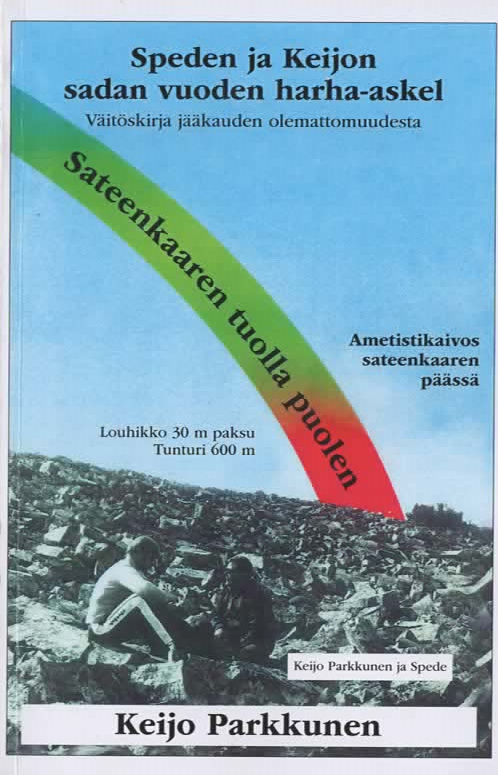 Speden ja Keijon
sadan vuoden harha-askel
Väitöskirja jääkauden olemattomuudesta
Sateenkaaren tuolla puolen
Ametistikaivos
sateenkaaren
päässä
Louhikko 30 m paksu
Tunturi 600 m
Keijo Parkkunen ja Spede
Keijo Parkkunen